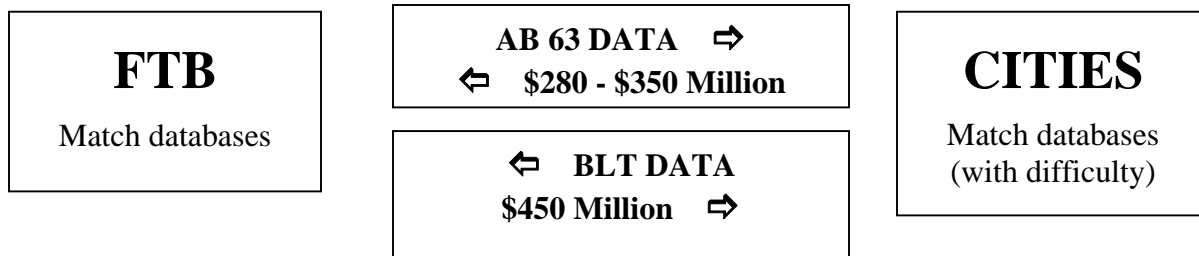 FTB
Match databases
AB 63 DATA ⇨
⇦ $280 - $350 Million
⇦ BLT DATA
$450 Million ⇨
CITIES
Match databases
(with difficulty)